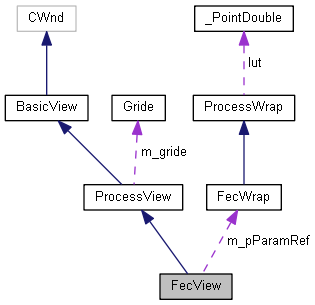 CWnd
_PointDouble
lut
BasicView
Gride
ProcessWrap
m_gride
ProcessView
FecWrap
m_pParamRef
FecView